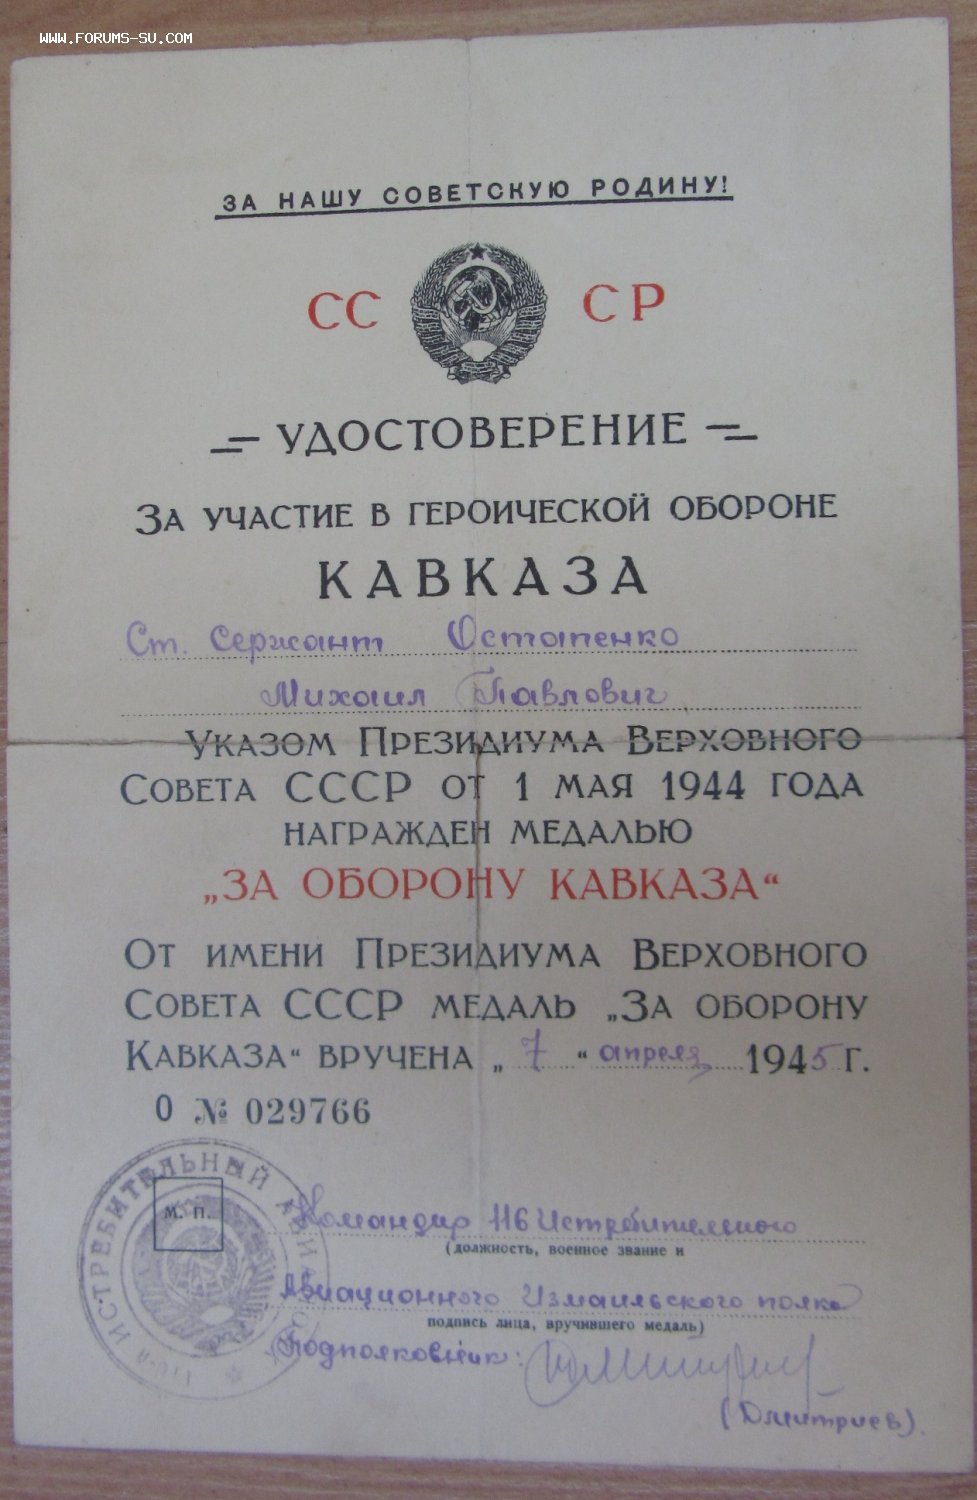 WWW.FORUMS-SU.COM
ЗА НАШУ СОВЕТСКУЮ РОДИНУ!
СС СР
УДОСТОВЕРЕНИЕ
ЗА УЧАСТИЕ В ГЕРОИЧЕСКОЙ ОБОРОНЕ
КАВКАЗА
Ст. Сержант Остапенко
Михаил Павлович
УКАЗОМ ПРЕЗИДИУМА ВЕРХОВНОГО
СОВЕТА СССР ОТ 1 МАЯ 1944 ГОДА
НАГРАЖДЕН МЕДАЛЬЮ
„ЗА ОБОРОНУ КАВКАЗА“
ОТ ИМЕНИ ПРЕЗИДИУМА ВЕРХОВНОГО
СОВЕТА СССР МЕДАЛЬ „ЗА ОБОРОНУ
КАВКАЗА“ ВРУЧЕНА „7“ апреля 1945 Г.
О № 029766
ИСТРЕБИТЕЛЬНЫЙ
М. П.
Командир 116 Истребительного
(должность, военное звание и
Авиационного Измаильского полка
подпись лица, вручившего медаль)
Подполковник:
(Дмитриев).